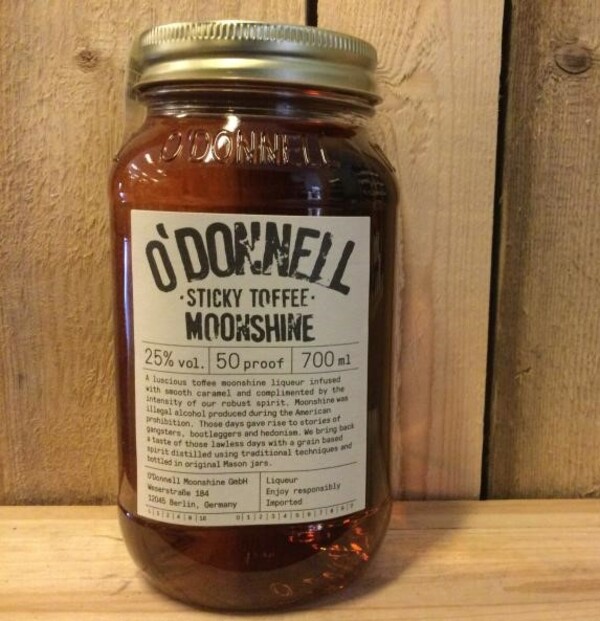 O'DONNELL
O'DONNELL
·STICKY TOFFEE·
MOONSHINE
25% vol. 50 proof 700 ml
A luscious toffee moonshine liqueur infused
with smooth caramel and complimented by the
intensity of our robust spirit. Moonshine was
illegal alcohol produced during the American
prohibition. Those days gave rise to stories of
gangsters, bootleggers and hedonism. We bring back
a taste of those lawless days with a grain based
spirit distilled using traditional techniques and
bottled in original Mason jars.
O'Donnell Moonshine GmbH
Weserstraße 184
12045 Berlin, Germany
Liqueur
Enjoy responsibly
Imported